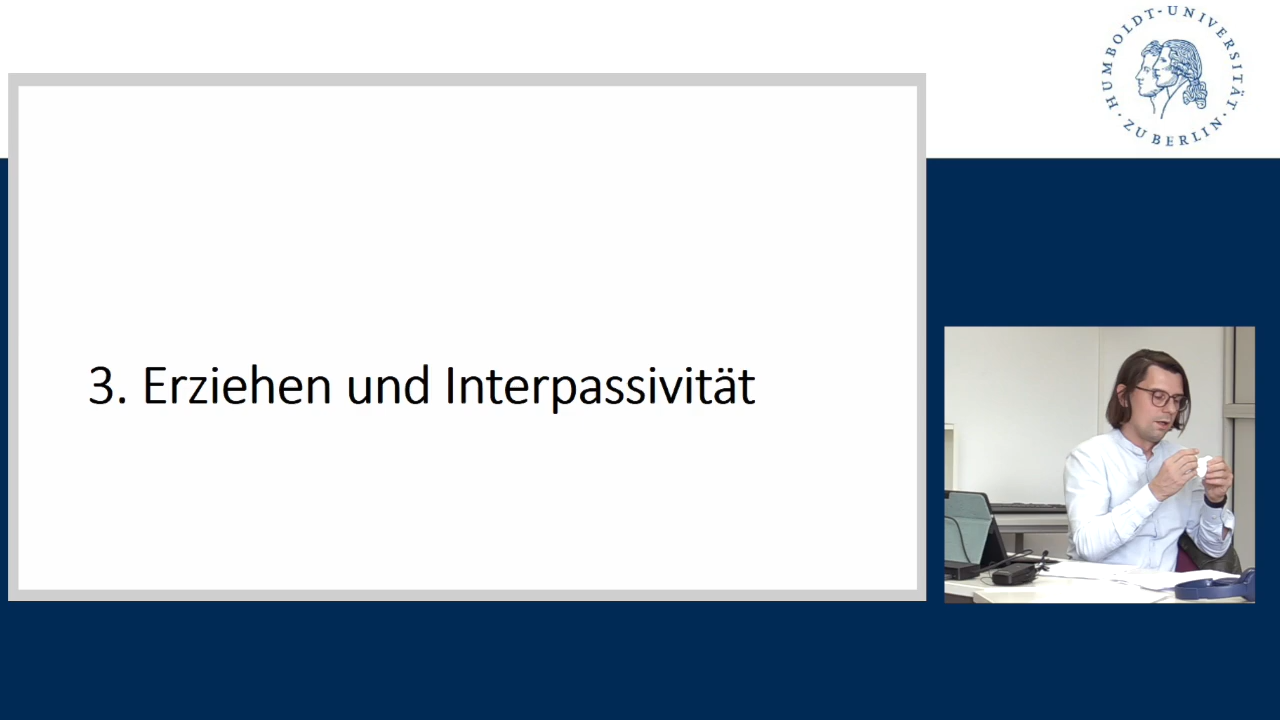 HUMBOLDT-UNIVERSITÄT · ZU BERLIN ·
3. Erziehen und Interpassivität